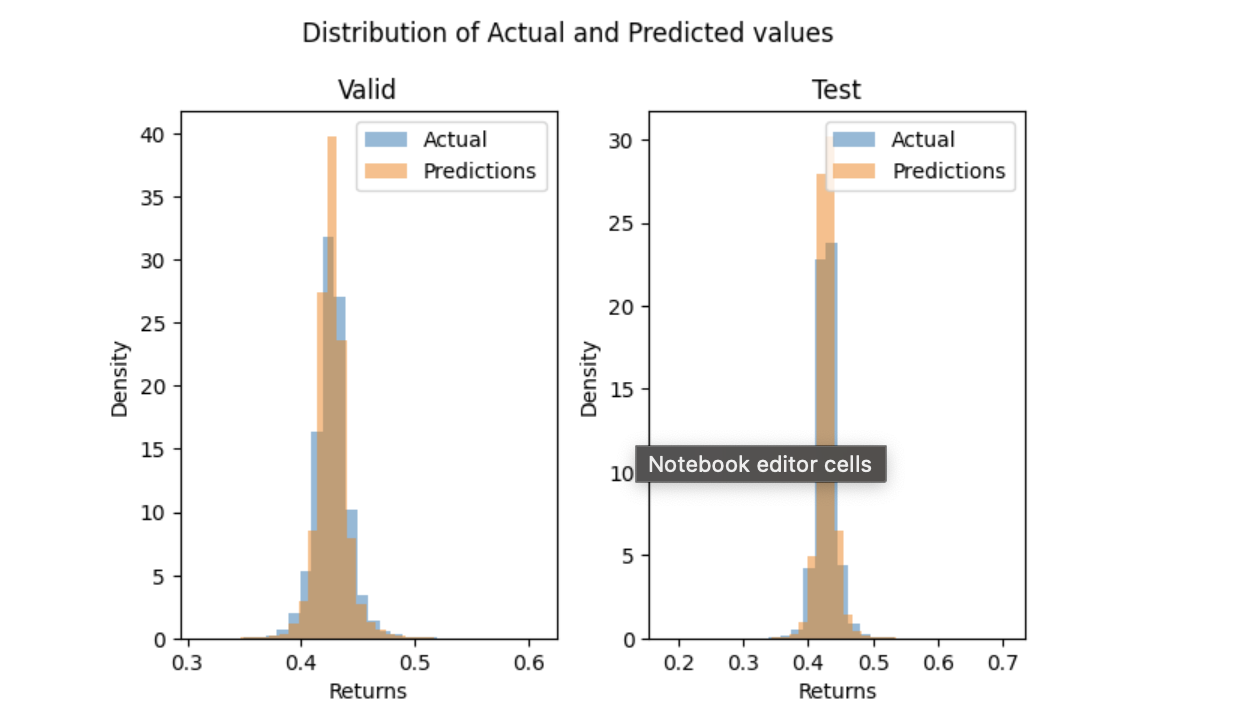 Distribution of Actual and Predicted values
Valid
Actual
Predictions
40
35
30
25
20
15
10
5
0
Density
0.3 0.4 0.5 0.6
Returns
Test
Actual
Predictions
30
25
20
15
10
5
0
Density
Notebook editor cells
0.2 0.3 0.4 0.5 0.6 0.7
Returns